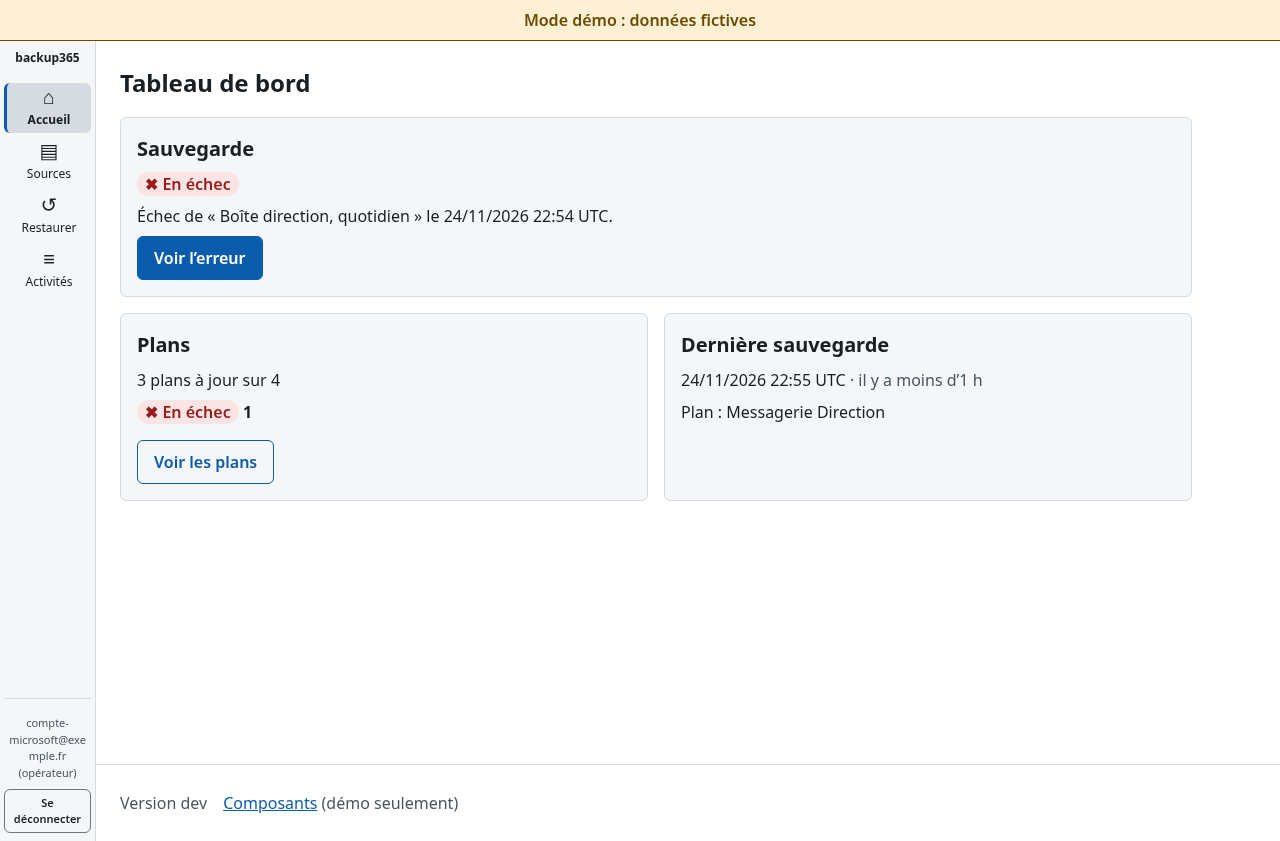 Mode démo : données fictives
backup365
Accueil
Sources
Restaurer
Activités
compte-
microsoft@exe
mple.fr
(opérateur)
Se
déconnecter
Tableau de bord
Sauvegarde
✖ En échec
Échec de « Boîte direction, quotidien » le 24/11/2026 22:54 UTC.
Voir l’erreur
Plans
3 plans à jour sur 4
✖ En échec 1
Voir les plans
Dernière sauvegarde
24/11/2026 22:55 UTC · il y a moins d’1 h
Plan : Messagerie Direction
Version dev Composants (démo seulement)